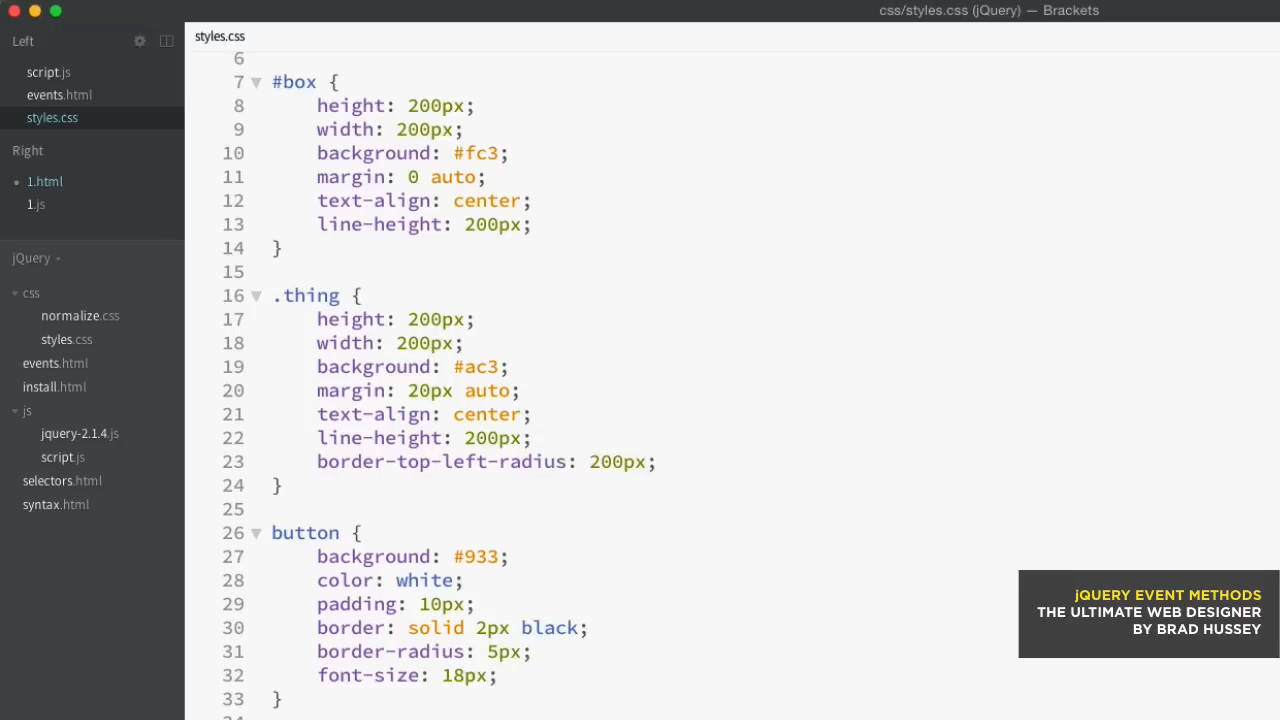 css/styles.css (jQuery) — Brackets
Left
script.js
events.html
styles.css
Right
1.html
1.js
jQuery
css
normalize.css
styles.css
events.html
install.html
js
jquery-2.1.4.js
script.js
selectors.html
syntax.html
styles.css
6
7 #box {
8 height: 200px;
9 width: 200px;
10 background: #fc3;
11 margin: 0 auto;
12 text-align: center;
13 line-height: 200px;
14 }
15
16 .thing {
17 height: 200px;
18 width: 200px;
19 background: #ac3;
20 margin: 20px auto;
21 text-align: center;
22 line-height: 200px;
23 border-top-left-radius: 200px;
24 }
25
26 button {
27 background: #933;
28 color: white;
29 padding: 10px;
30 border: solid 2px black;
31 border-radius: 5px;
32 font-size: 18px;
33 }
jQUERY EVENT METHODS
THE ULTIMATE WEB DESIGNER
BY BRAD HUSSEY